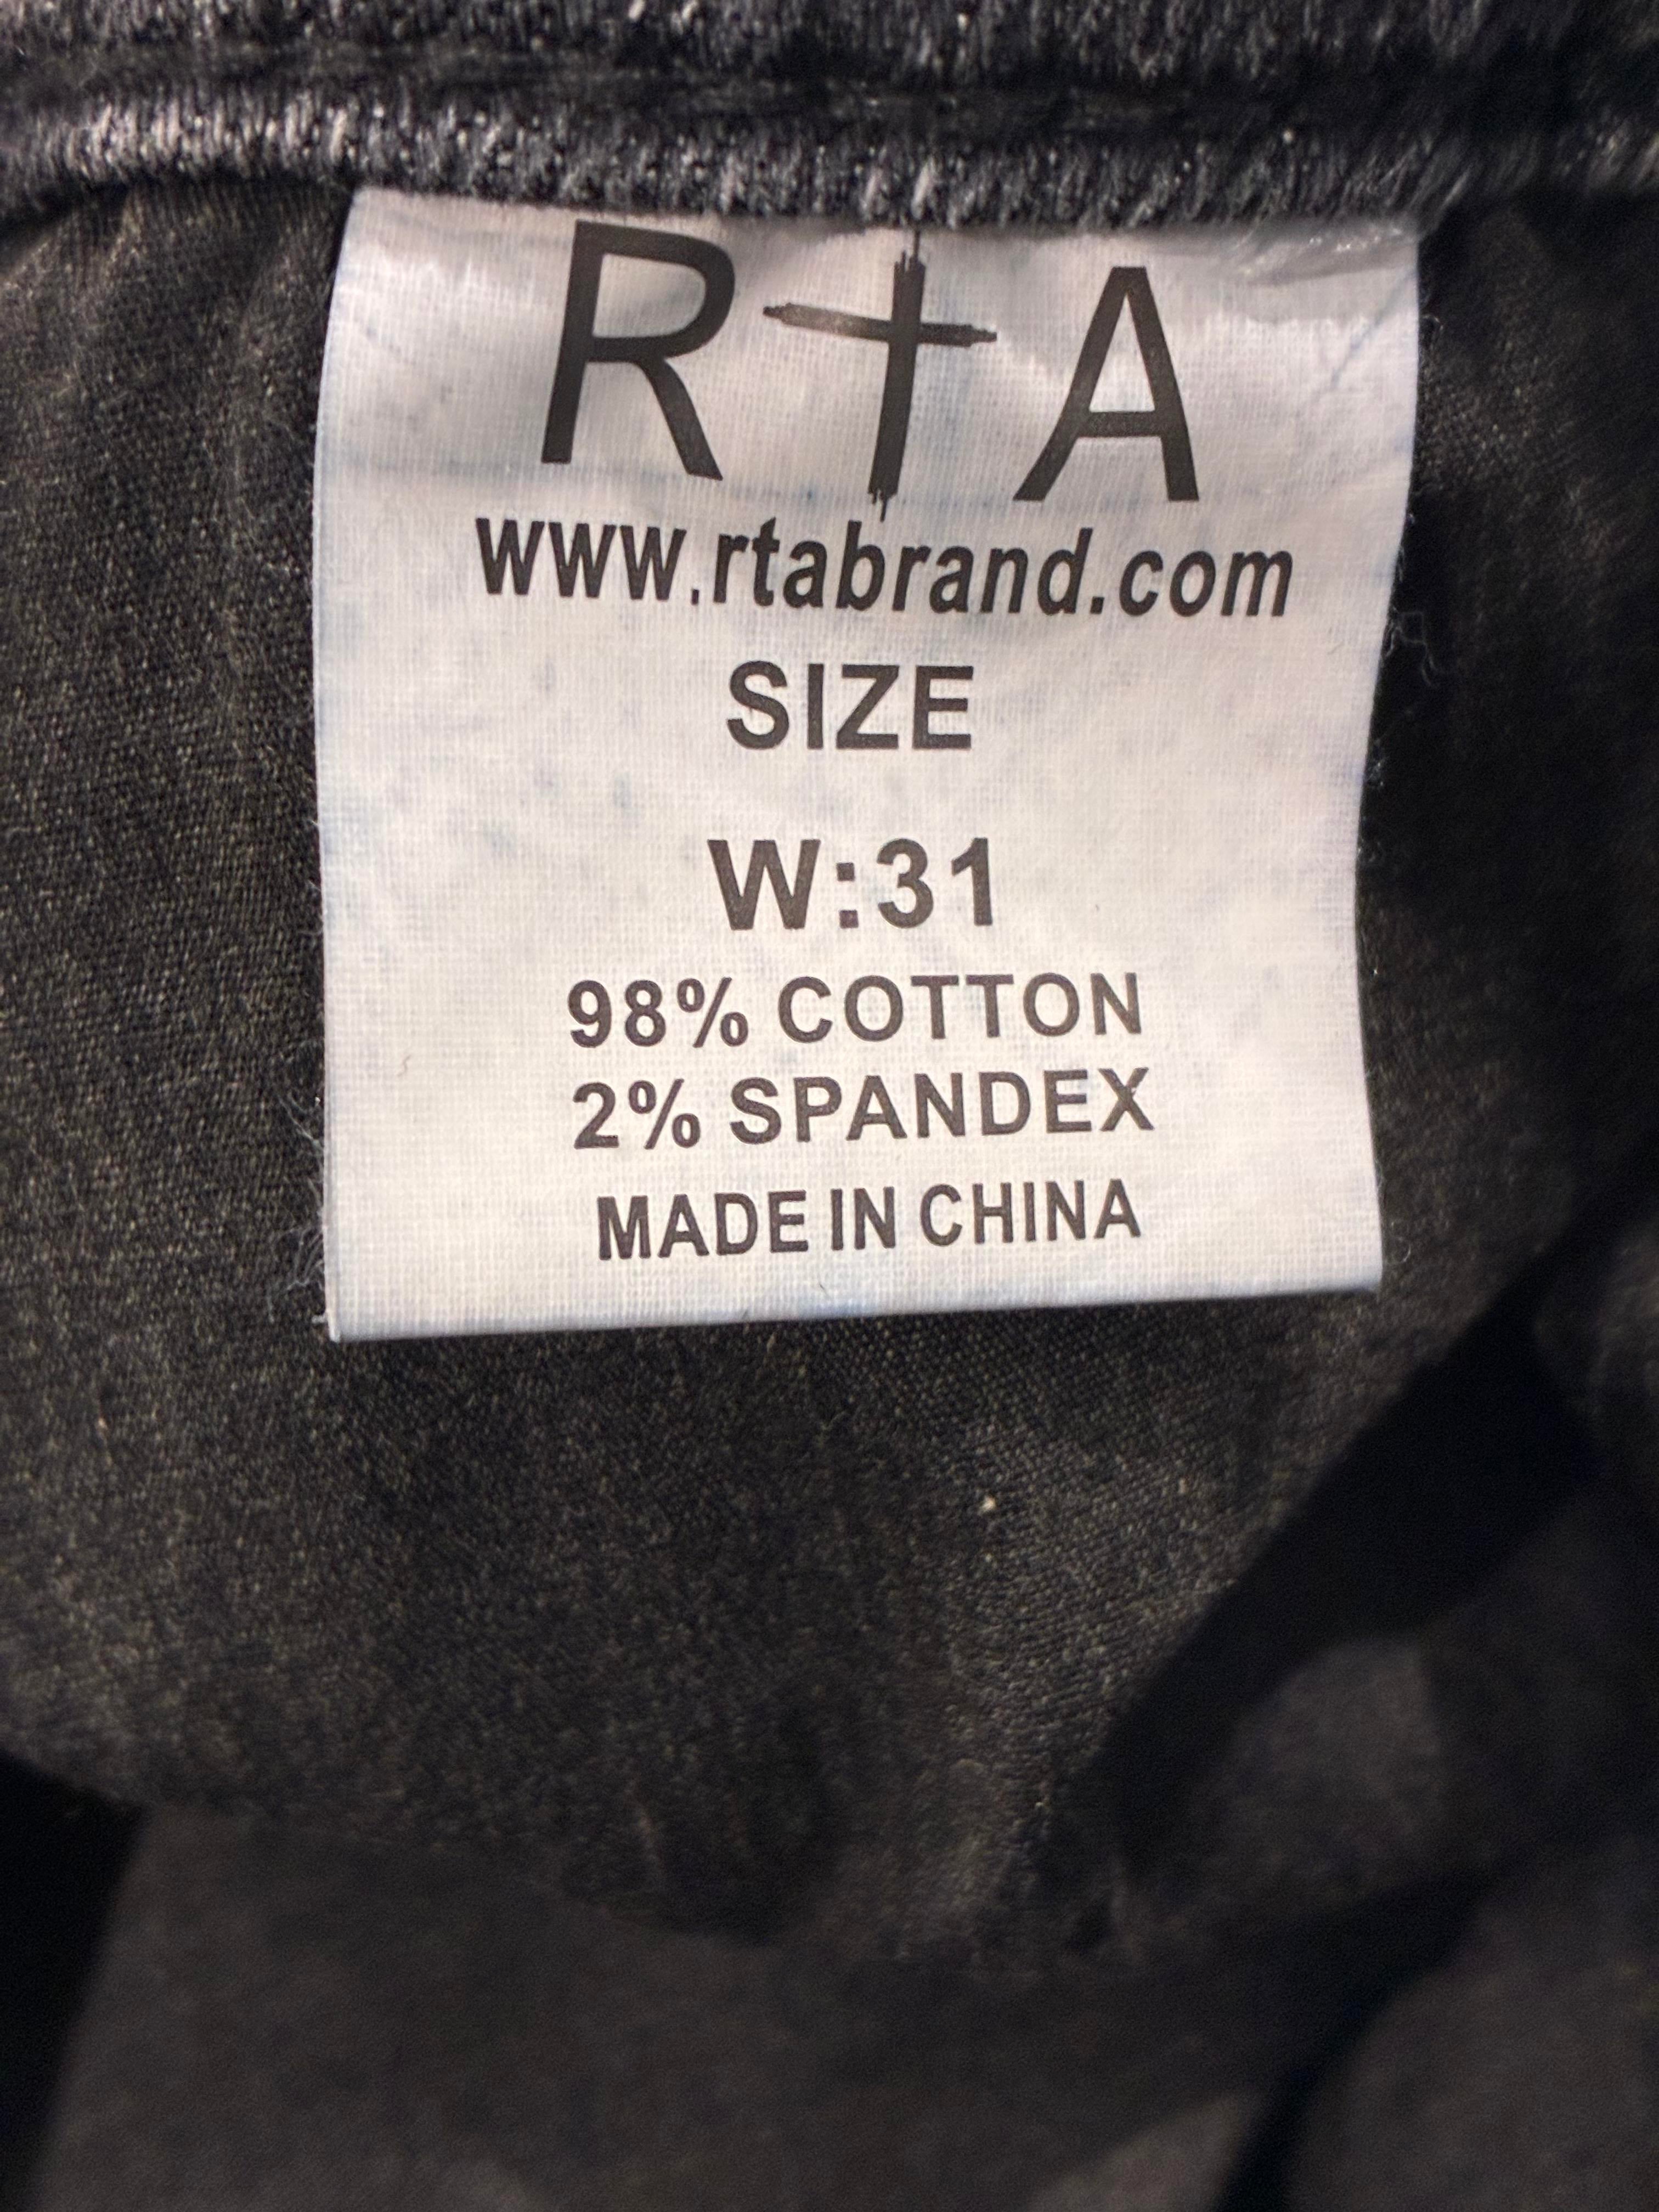 R†A
www.rtabrand.com
SIZE
W:31
98% COTTON
2% SPANDEX
MADE IN CHINA